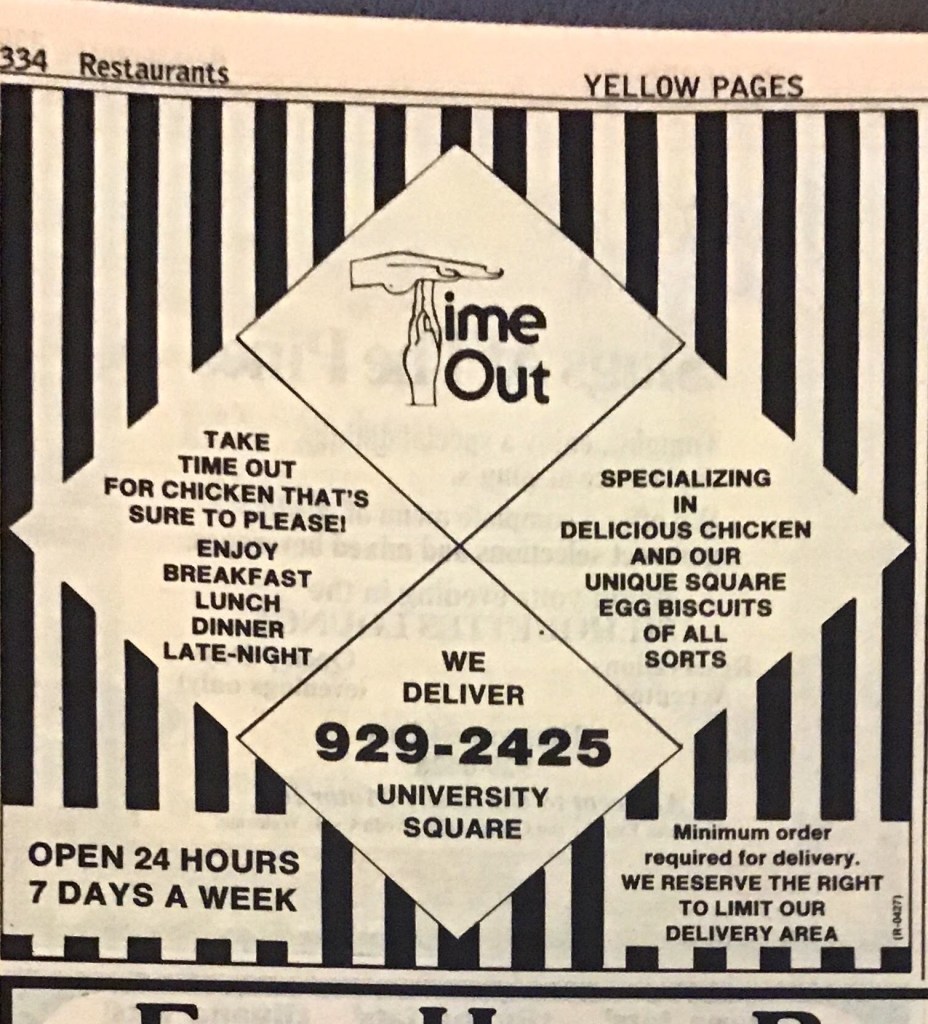 334 Restaurants
YELLOW PAGES
Time
Out
TAKE
TIME OUT
FOR CHICKEN THAT'S
SURE TO PLEASE!
ENJOY
BREAKFAST
LUNCH
DINNER
LATE-NIGHT
SPECIALIZING
IN
DELICIOUS CHICKEN
AND OUR
UNIQUE SQUARE
EGG BISCUITS
OF ALL
SORTS
WE
DELIVER
929-2425
UNIVERSITY
SQUARE
OPEN 24 HOURS
7 DAYS A WEEK
Minimum order
required for delivery.
WE RESERVE THE RIGHT
TO LIMIT OUR
DELIVERY AREA
(R-0427)